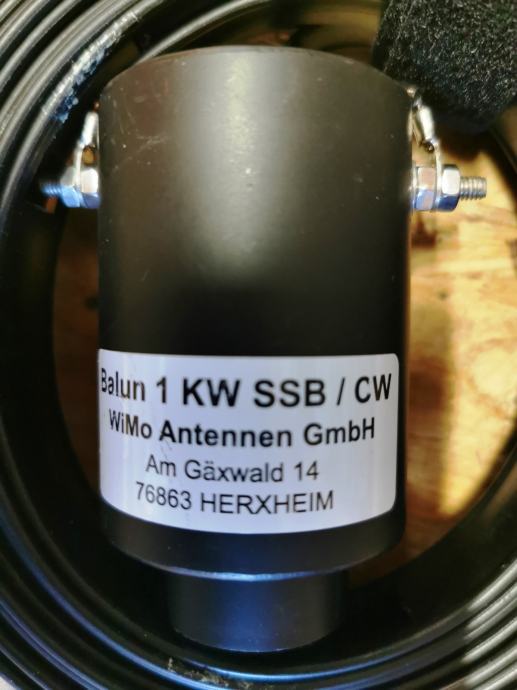 Balun 1 KW SSB / CW
WiMo Antennen GmbH
Am Gäxwald 14
76863 HERXHEIM